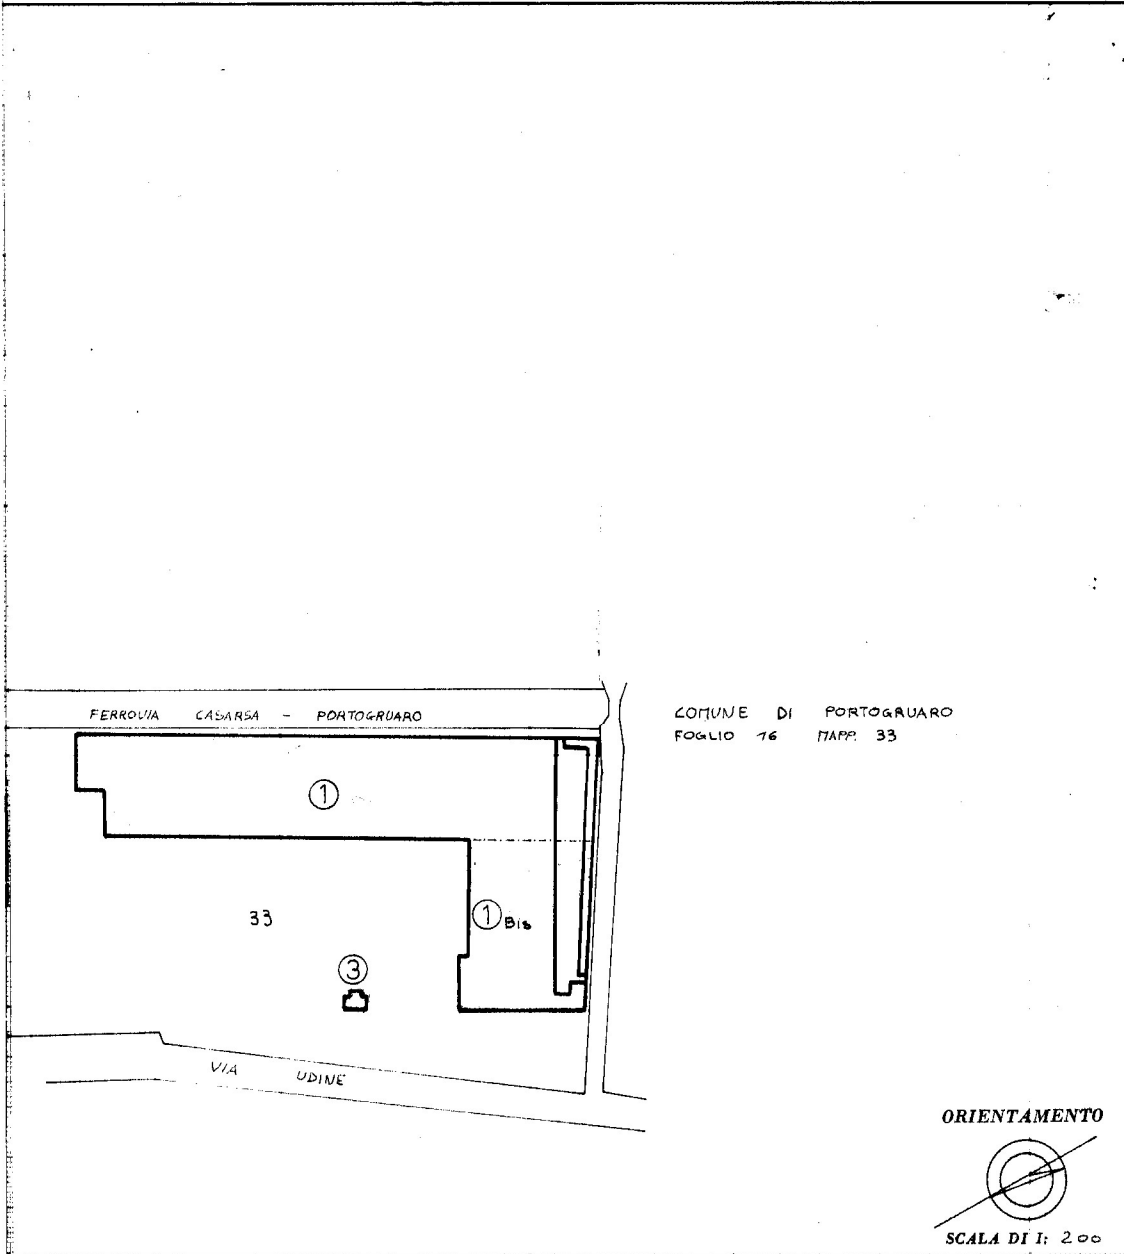 FERROVIA CASARSA - PORTOGRUARO
COMUNE DI PORTOGRUARO
FOGLIO 16 MAPP. 33
1
33
1 Bis
3
VIA UDINE
ORIENTAMENTO
SCALA DI 1: 200